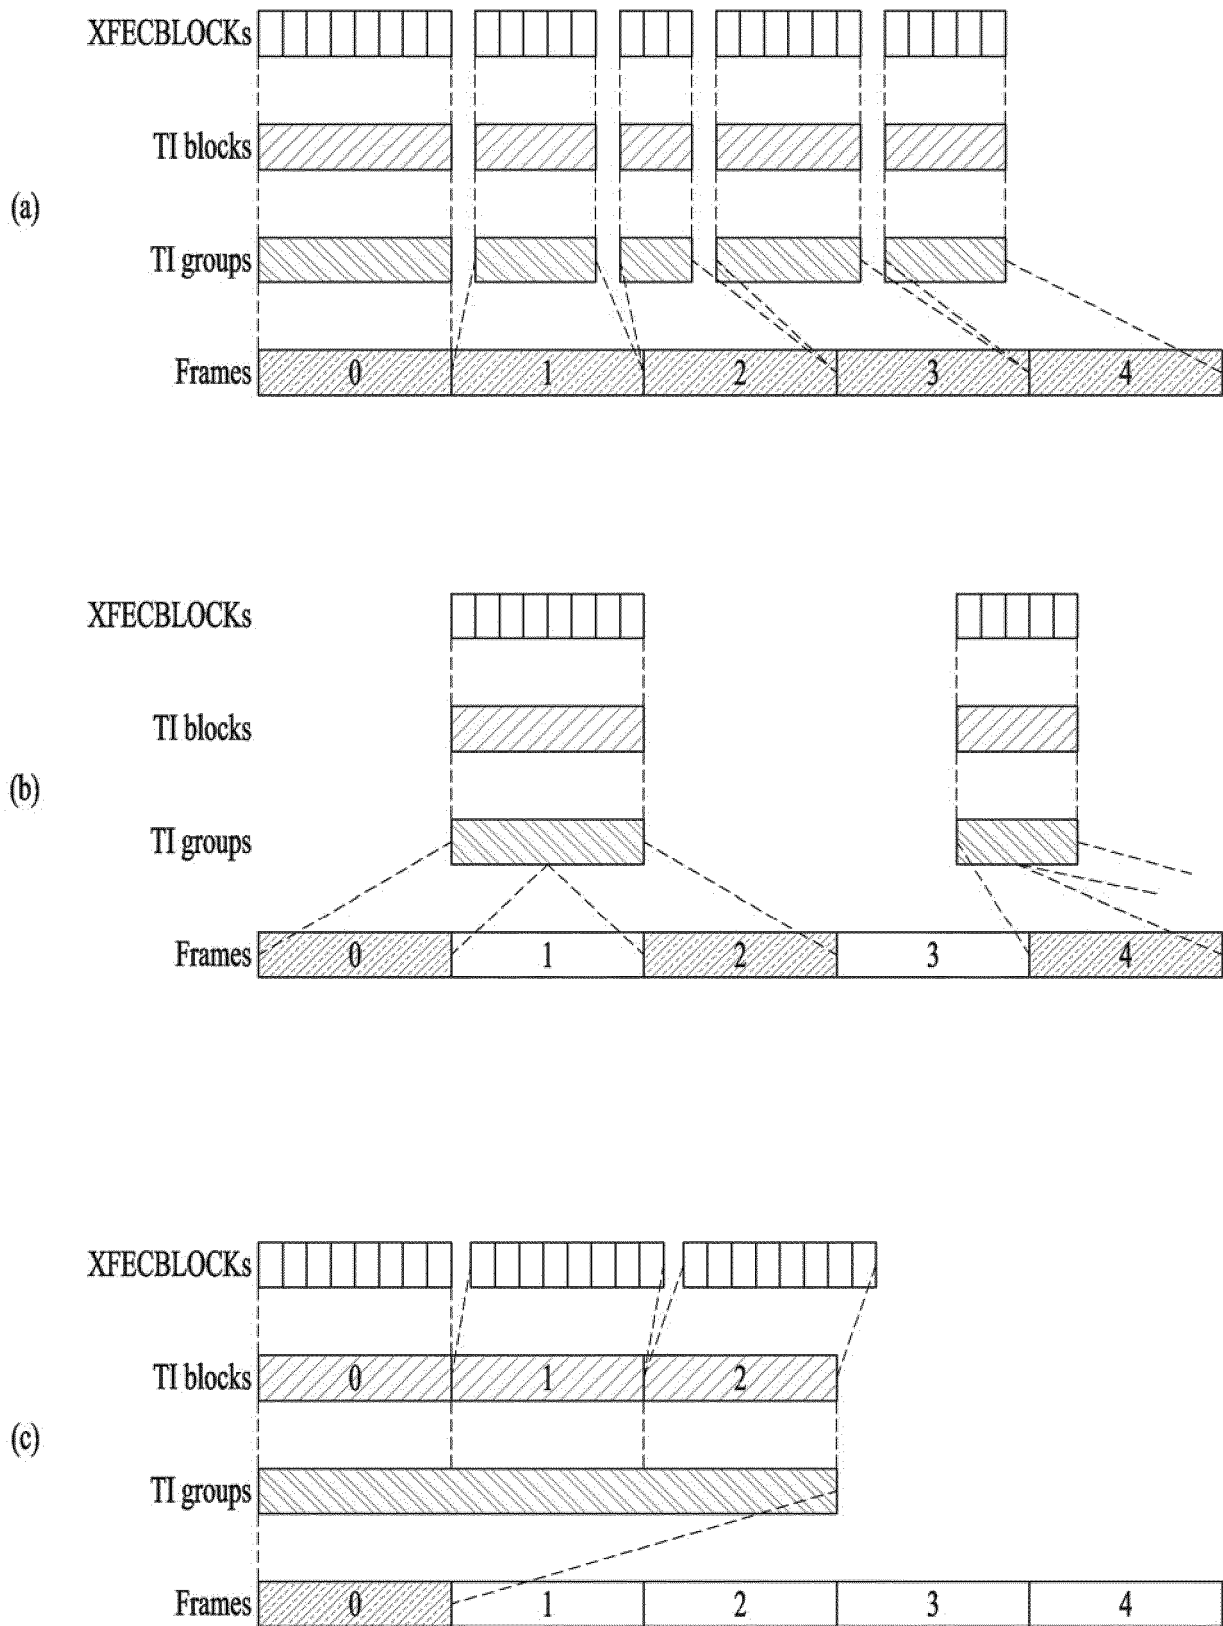 XFECBLOCKs
TI blocks
(a)
TI groups
Frames 0 1 2 3 4
XFECBLOCKs
TI blocks
(b)
TI groups
Frames 0 1 2 3 4
XFECBLOCKs
TI blocks 0 1 2
(c)
TI groups
Frames 0 1 2 3 4